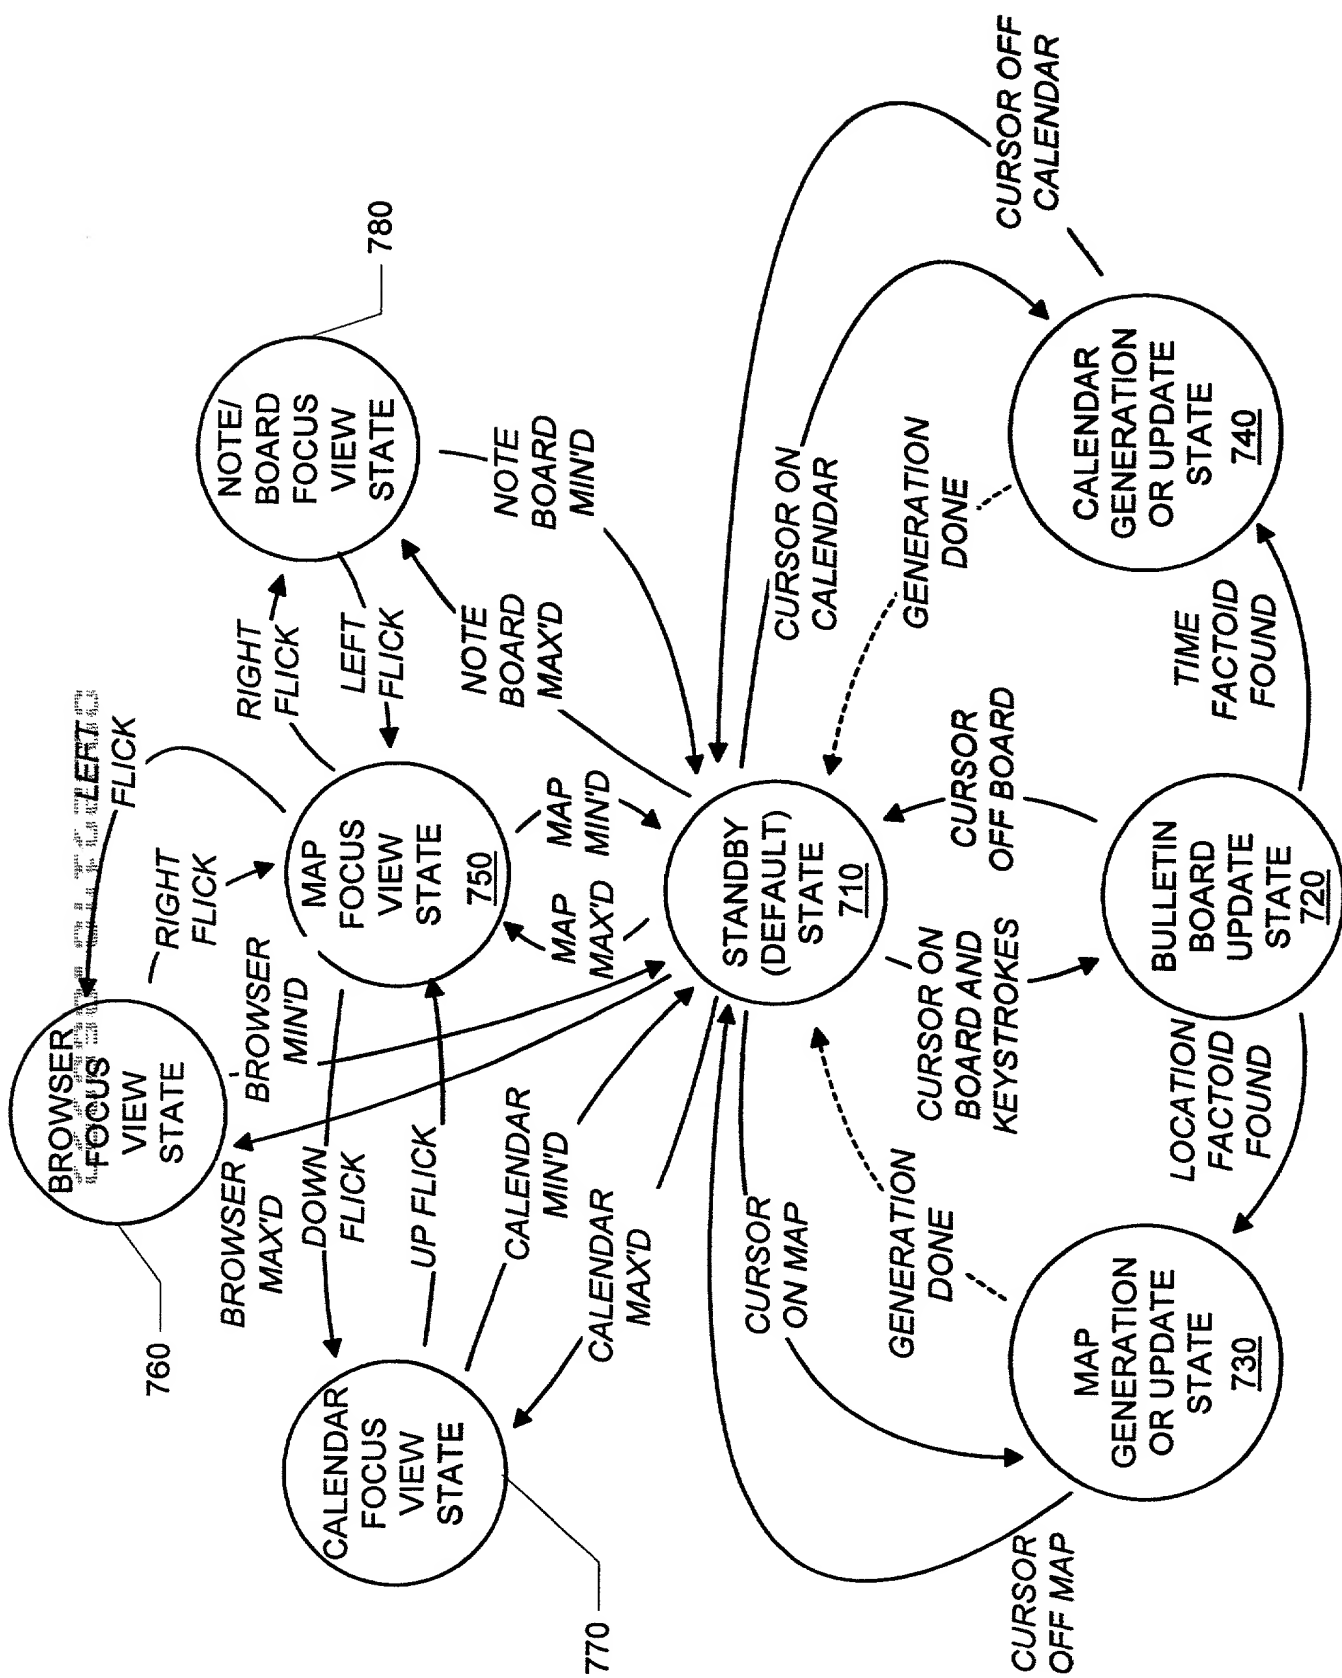 BROWSER
FOCUS
VIEW
STATE
760
LEFT
FLICK
RIGHT
FLICK
BROWSER
MIN'D
BROWSER
MAX'D
NOTE/
BOARD
FOCUS
VIEW
STATE
780
RIGHT
FLICK
LEFT
FLICK
MAP
FOCUS
VIEW
STATE
750
DOWN
FLICK
UP FLICK
CALENDAR
FOCUS
VIEW
STATE
770
NOTE
BOARD
MIN'D
NOTE
BOARD
MAX'D
MAP
MIN'D
MAP
MAX'D
CALENDAR
MIN'D
CALENDAR
MAX'D
STANDBY
(DEFAULT)
STATE
710
CURSOR
ON MAP
CURSOR ON
CALENDAR
GENERATION
DONE
GENERATION
DONE
CURSOR ON
BOARD AND
KEYSTROKES
CURSOR
OFF BOARD
CURSOR OFF
CALENDAR
CURSOR
OFF MAP
MAP
GENERATION
OR UPDATE
STATE
730
LOCATION
FACTOID
FOUND
BULLETIN
BOARD
UPDATE
STATE
720
TIME
FACTOID
FOUND
CALENDAR
GENERATION
OR UPDATE
STATE
740